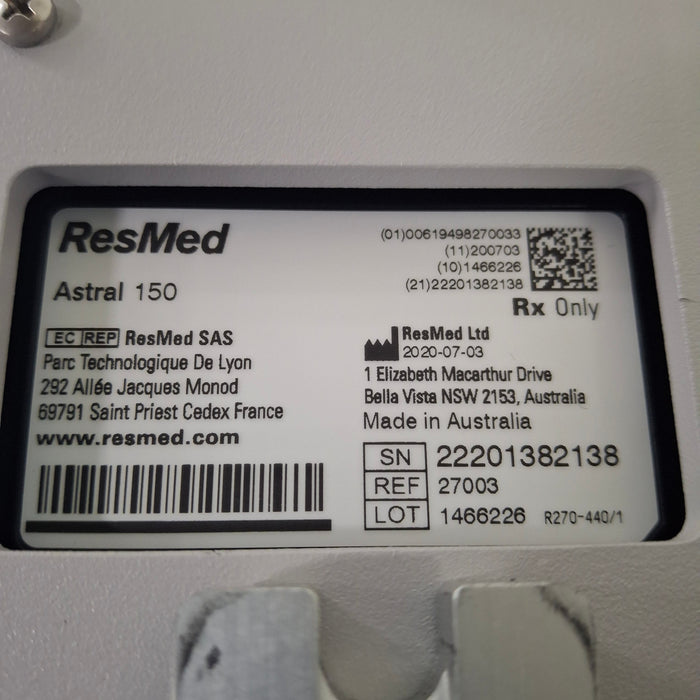 ResMed
Astral 150
(01)00619498270033
(11)200703
(10)1466226
(21)22201382138
Rx Only
EC REP ResMed SAS
Parc Technologique De Lyon
292 Allée Jacques Monod
69791 Saint Priest Cedex France
www.resmed.com
ResMed Ltd
2020-07-03
1 Elizabeth Macarthur Drive
Bella Vista NSW 2153, Australia
Made in Australia
SN 22201382138
REF 27003
LOT 1466226 R270-440/1